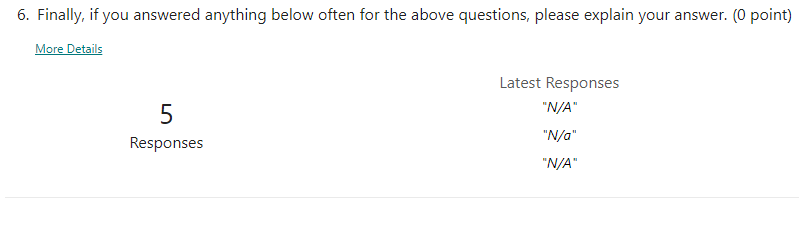 6. Finally, if you answered anything below often for the above questions, please explain your answer. (0 point)
More Details
Latest Responses
5
Responses
"N/A"
"N/a"
"N/A"